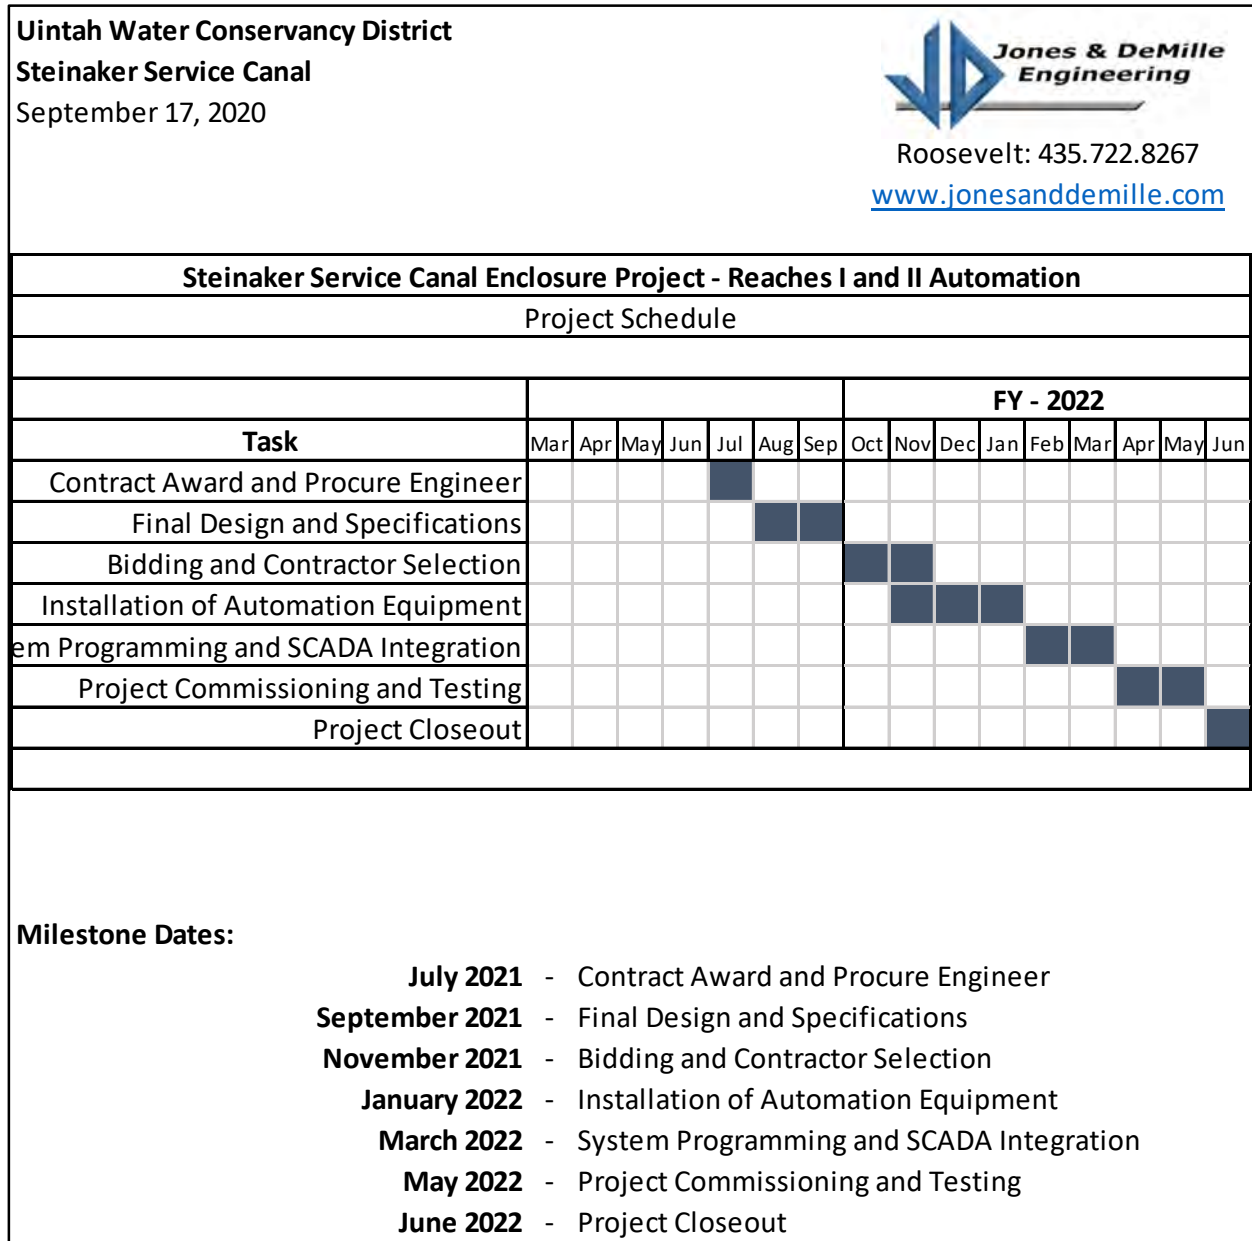 Uintah Water Conservancy District
Steinaker Service Canal
September 17, 2020
JD
Jones & DeMille
Engineering
Roosevelt: 435.722.8267
www.jonesanddemille.com
Steinaker Service Canal Enclosure Project - Reaches I and II Automation
Project Schedule
FY - 2022
Task Mar Apr May Jun Jul Aug Sep Oct Nov Dec Jan Feb Mar Apr May Jun
Contract Award and Procure Engineer
Final Design and Specifications
Bidding and Contractor Selection
Installation of Automation Equipment
em Programming and SCADA Integration
Project Commissioning and Testing
Project Closeout
Milestone Dates:
July 2021 - Contract Award and Procure Engineer
September 2021 - Final Design and Specifications
November 2021 - Bidding and Contractor Selection
January 2022 - Installation of Automation Equipment
March 2022 - System Programming and SCADA Integration
May 2022 - Project Commissioning and Testing
June 2022 - Project Closeout